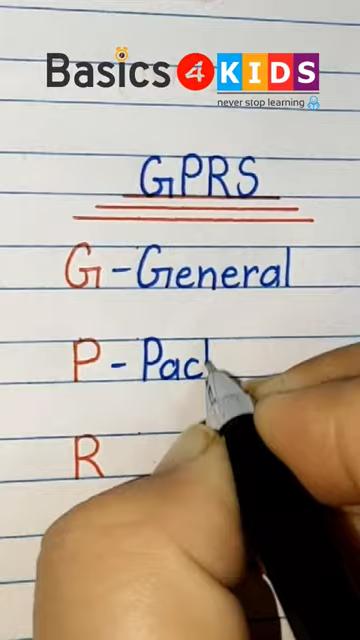 Basics 4 KIDS
never stop learning
GPRS
G - General
P - Pac
R